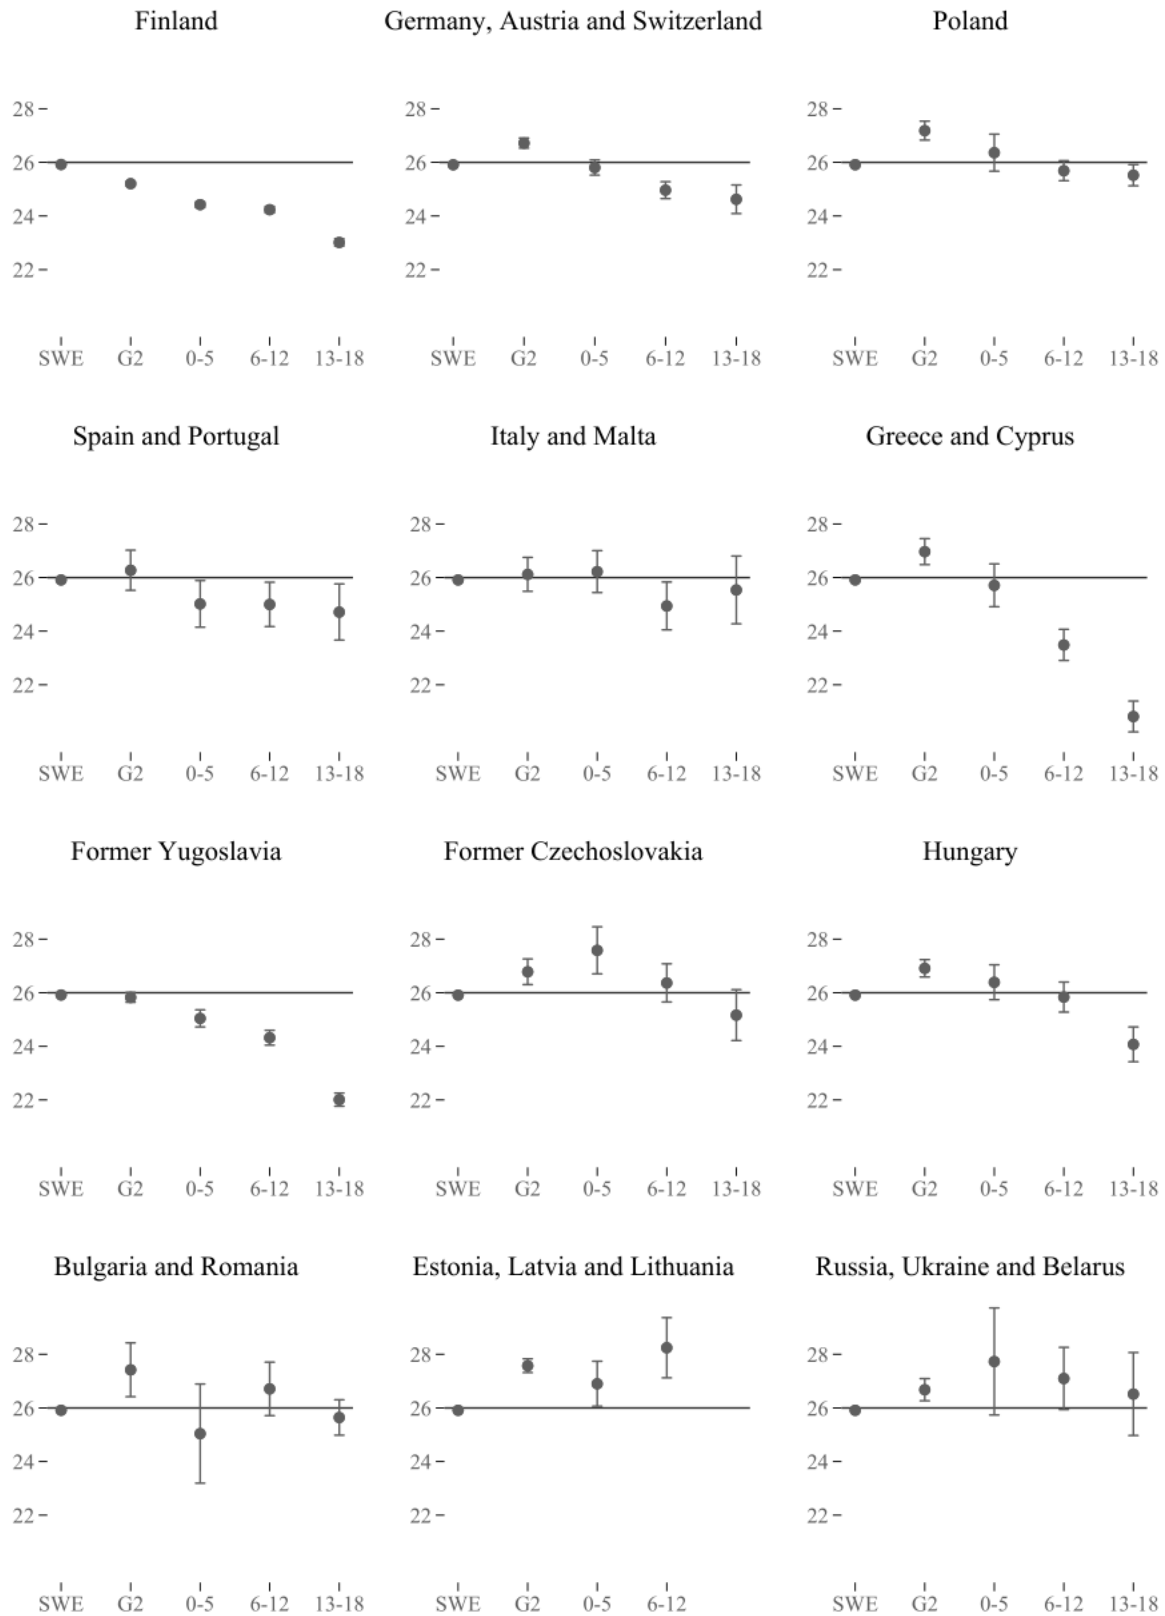 Finland
Germany, Austria and Switzerland
Poland
28
26
24
22
SWE G2 0-5 6-12 13-18
28
26
24
22
SWE G2 0-5 6-12 13-18
28
26
24
22
SWE G2 0-5 6-12 13-18
Spain and Portugal
Italy and Malta
Greece and Cyprus
28
26
24
22
SWE G2 0-5 6-12 13-18
28
26
24
22
SWE G2 0-5 6-12 13-18
28
26
24
22
SWE G2 0-5 6-12 13-18
Former Yugoslavia
Former Czechoslovakia
Hungary
28
26
24
22
SWE G2 0-5 6-12 13-18
28
26
24
22
SWE G2 0-5 6-12 13-18
28
26
24
22
SWE G2 0-5 6-12 13-18
Bulgaria and Romania
Estonia, Latvia and Lithuania
Russia, Ukraine and Belarus
28
26
24
22
SWE G2 0-5 6-12 13-18
28
26
24
22
SWE G2 0-5 6-12
28
26
24
22
SWE G2 0-5 6-12 13-18